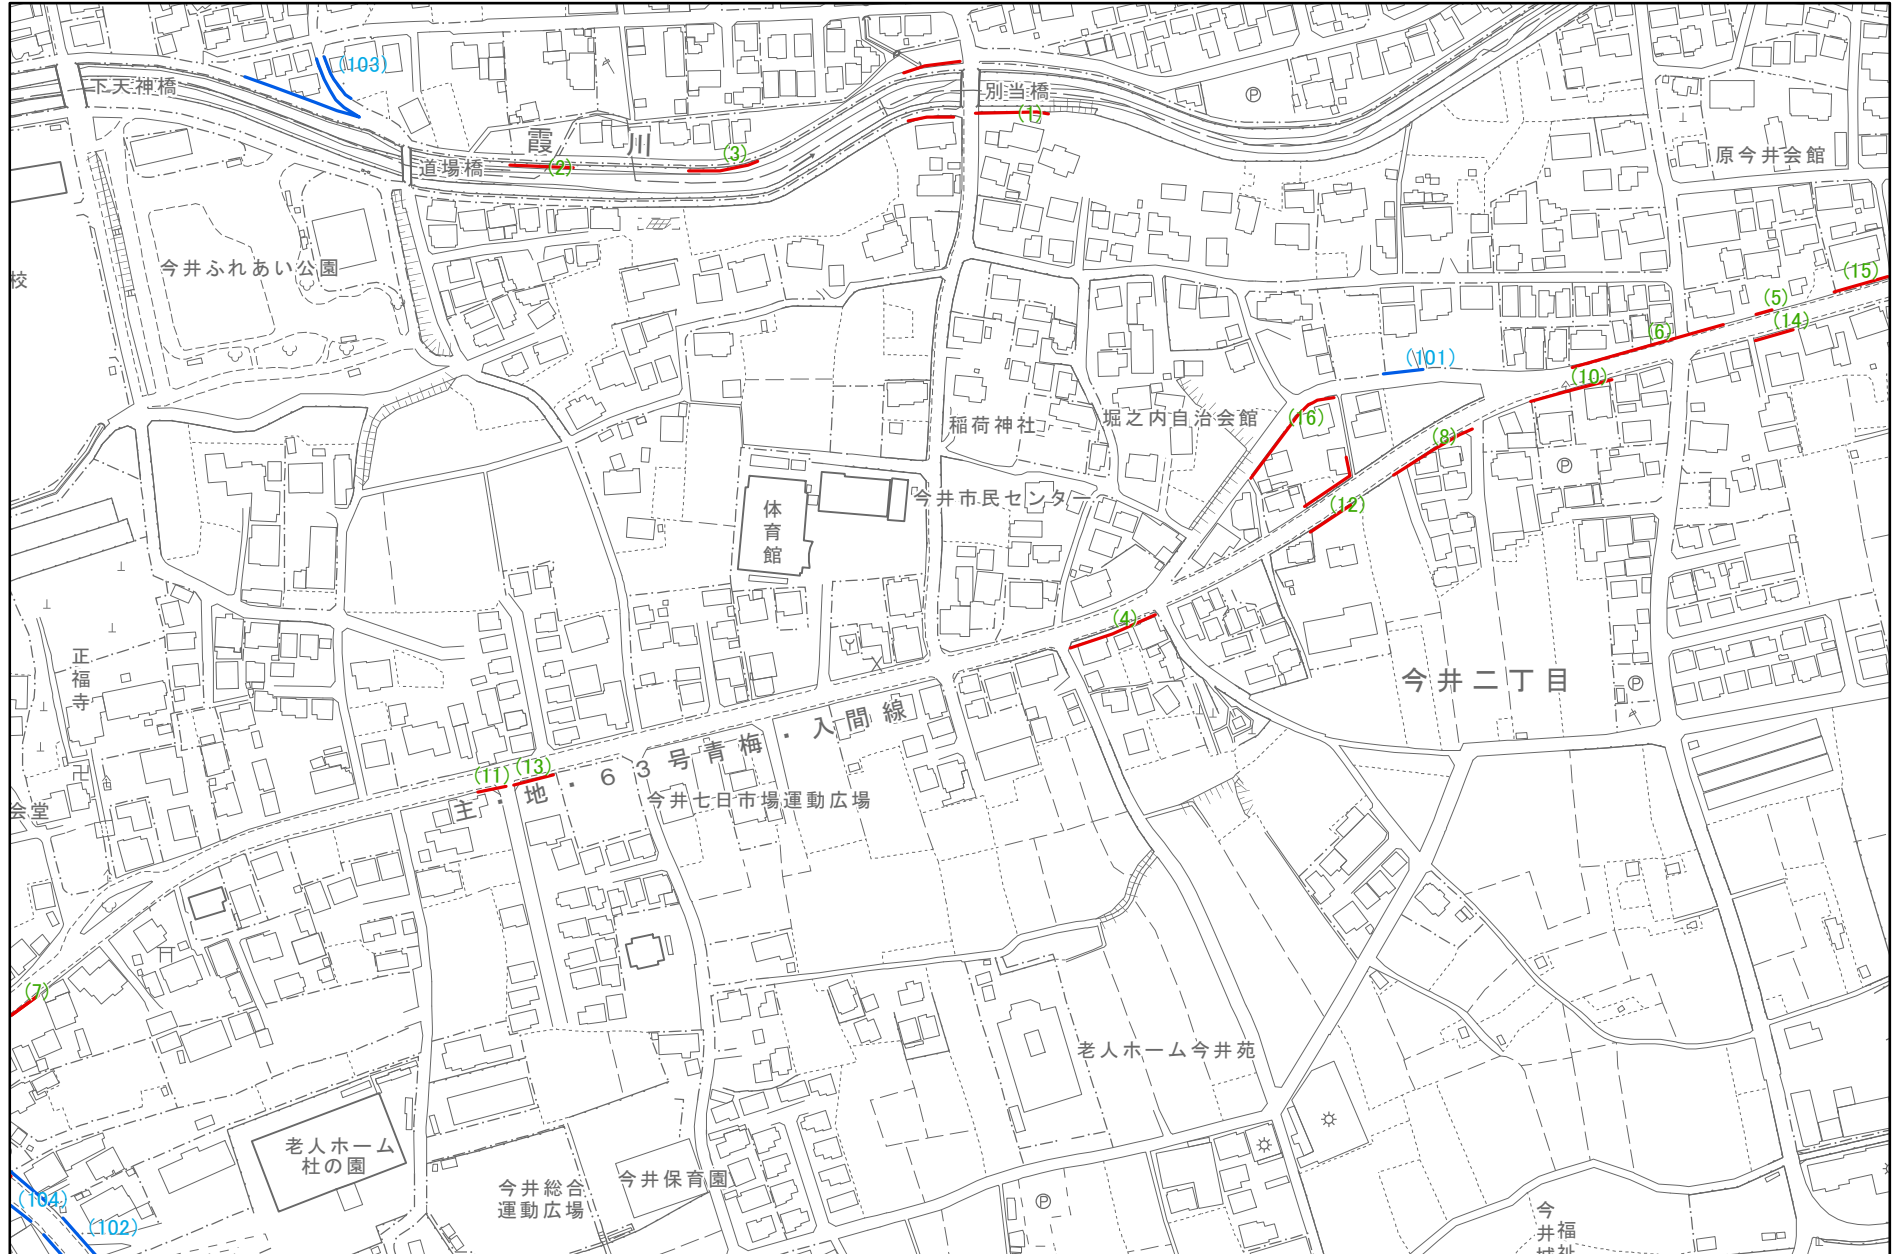 (103)
下天神橋
別当橋
(1)
霞川
(3)
道場橋
(2)
原今井会館
今井ふれあい公園
校
(15)
(5)
(14)
(6)
(101)
(10)
(16)
稲荷神社
堀之内自治会館
(8)
今井市民センター
(12)
体育館
(4)
正福寺
今井二丁目
主・地・63号青梅・入間線
(11)
(13)
今井七日市場運動広場
会堂
(7)
老人ホーム今井苑
老人ホーム
杜の園
今井保育園
今井総合
運動広場
(104)
(102)
今井城
福祉